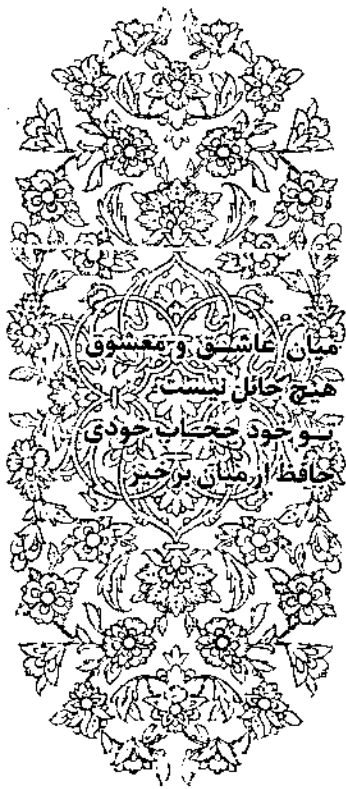 میان عاشق و معشوق
هیچ حائل نیست
تو خود حجاب خودی
حافظ از میان برخیز